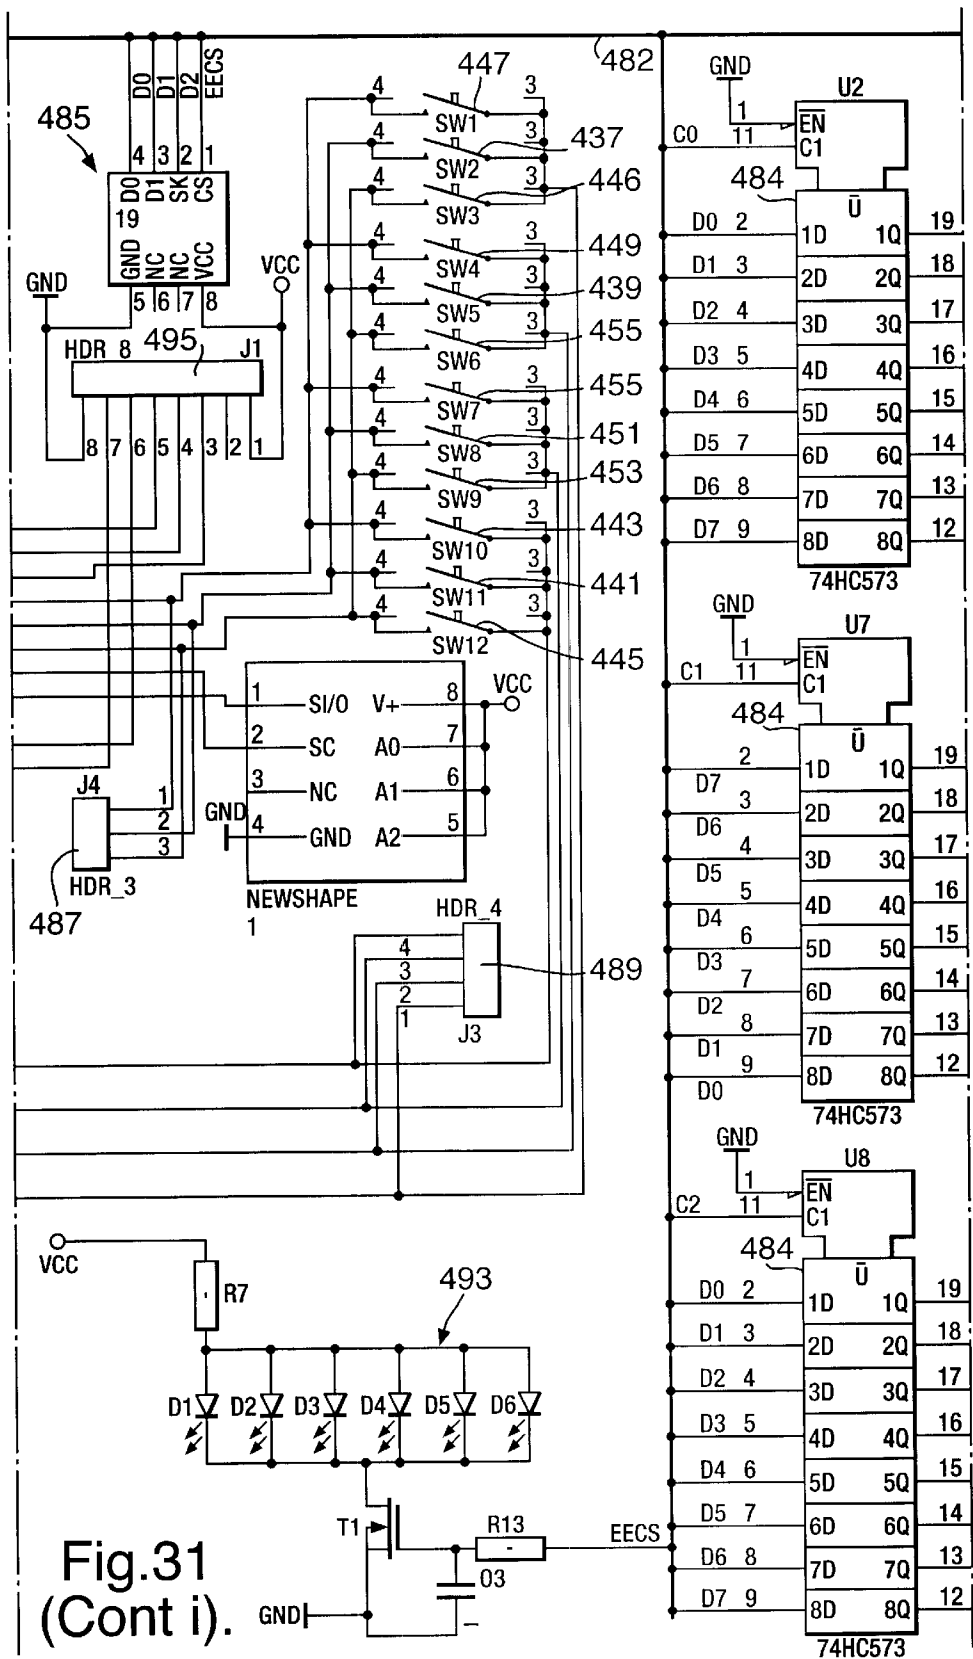 482
D0
D1
D2
EECS
485
4 3 2 1
D0 D1 SK CS
19
GND NC NC VCC
5 6 7 8
GND
VCC
HDR 8
495
J1
8 7 6 5 4 3 2 1
4 SW1 3 447
4 SW2 3 437
4 SW3 3 446
4 SW4 3 449
4 SW5 3 439
4 SW6 3 455
4 SW7 3 455
4 SW8 3 451
4 SW9 3 453
4 SW10 3 443
4 SW11 3 441
4 SW12 3 445
1 SI/O V+ 8 VCC
2 SC A0 7
3 NC A1 6
GND 4 GND A2 5
NEWSHAPE
1
J4
1
2
3
HDR_3
487
HDR_4
4
3
2
1
489
J3
GND
U2
1 EN
C0 11 C1
484
U
D0 2 1D 1Q 19
D1 3 2D 2Q 18
D2 4 3D 3Q 17
D3 5 4D 4Q 16
D4 6 5D 5Q 15
D5 7 6D 6Q 14
D6 8 7D 7Q 13
D7 9 8D 8Q 12
74HC573
GND
U7
1 EN
C1 11 C1
484
U
D7 2 1D 1Q 19
D6 3 2D 2Q 18
D5 4 3D 3Q 17
D4 5 4D 4Q 16
D3 6 5D 5Q 15
D2 7 6D 6Q 14
D1 8 7D 7Q 13
D0 9 8D 8Q 12
74HC573
GND
U8
1 EN
C2 11 C1
484
U
D0 2 1D 1Q 19
D1 3 2D 2Q 18
D2 4 3D 3Q 17
D3 5 4D 4Q 16
D4 6 5D 5Q 15
D5 7 6D 6Q 14
D6 8 7D 7Q 13
D7 9 8D 8Q 12
74HC573
VCC
R7
493
D1 D2 D3 D4 D5 D6
T1
R13
EECS
03
GND
Fig.31
(Cont i).